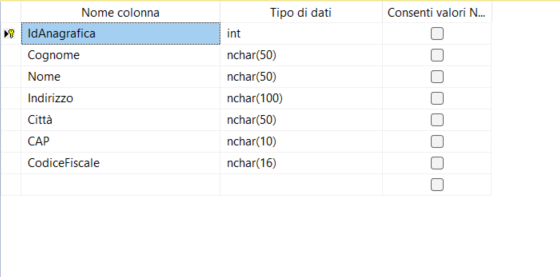 Nome colonna Tipo di dati Consenti valori N...
IdAnagrafica int
Cognome nchar(50)
Nome nchar(50)
Indirizzo nchar(100)
Città nchar(50)
CAP nchar(10)
CodiceFiscale nchar(16)